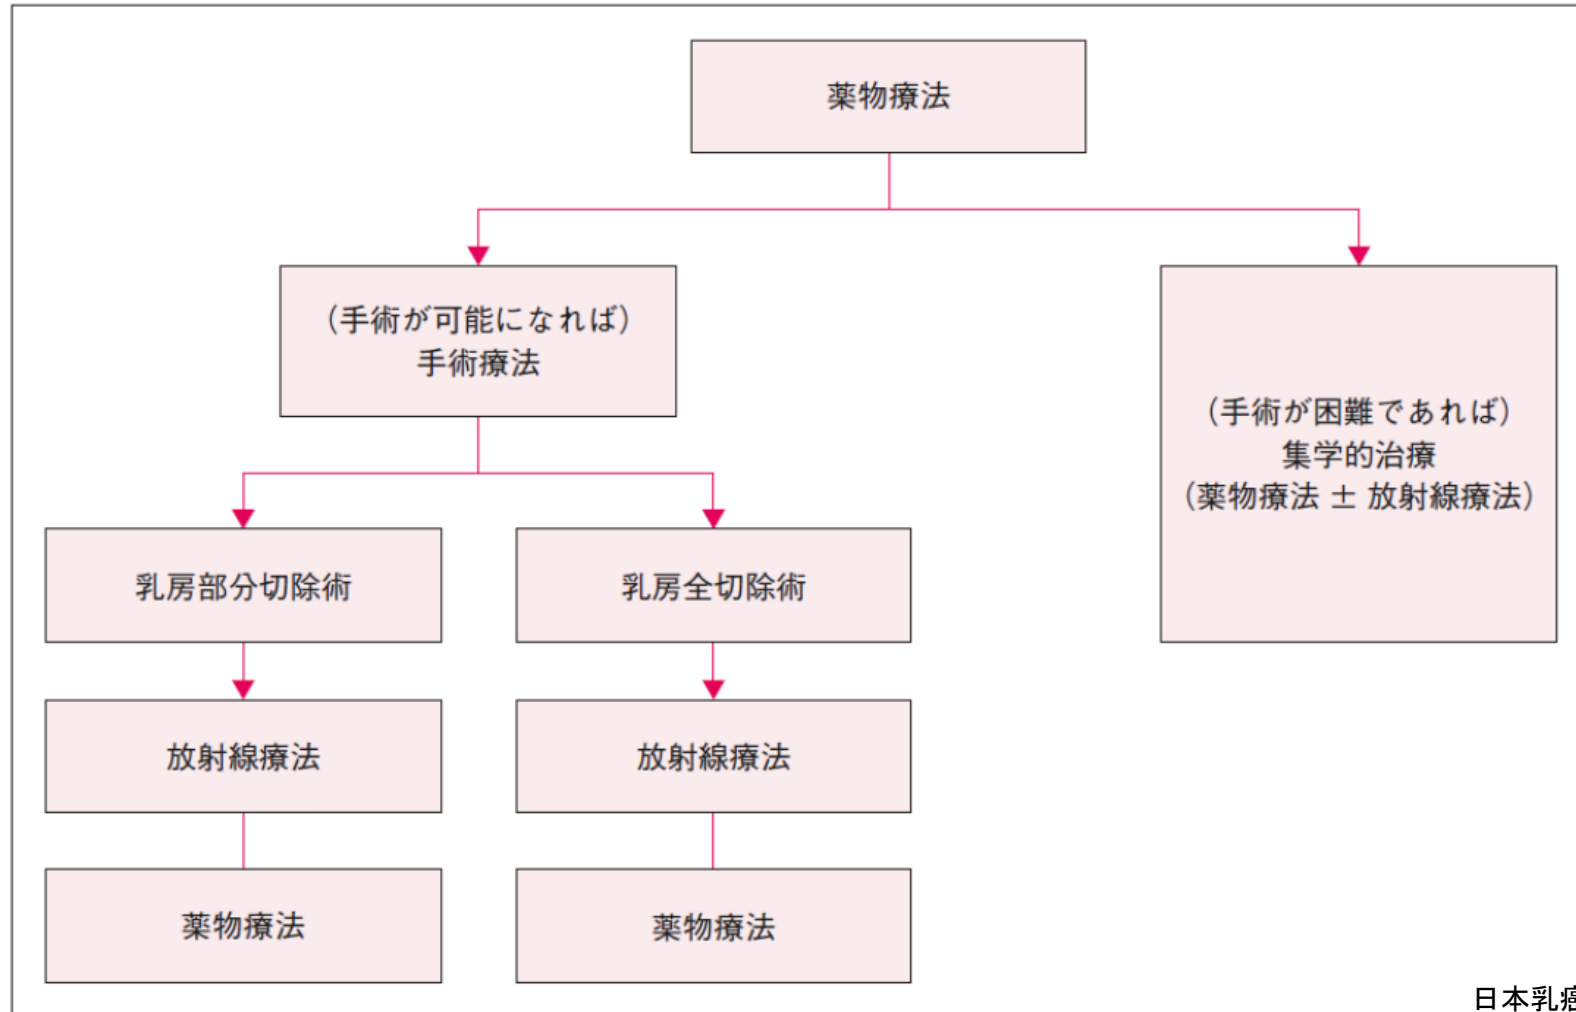 薬物療法
（手術が可能になれば）
手術療法
（手術が困難であれば）
集学的治療
（薬物療法 ± 放射線療法）
乳房部分切除術
乳房全切除術
放射線療法
放射線療法
薬物療法
薬物療法
日本乳癌